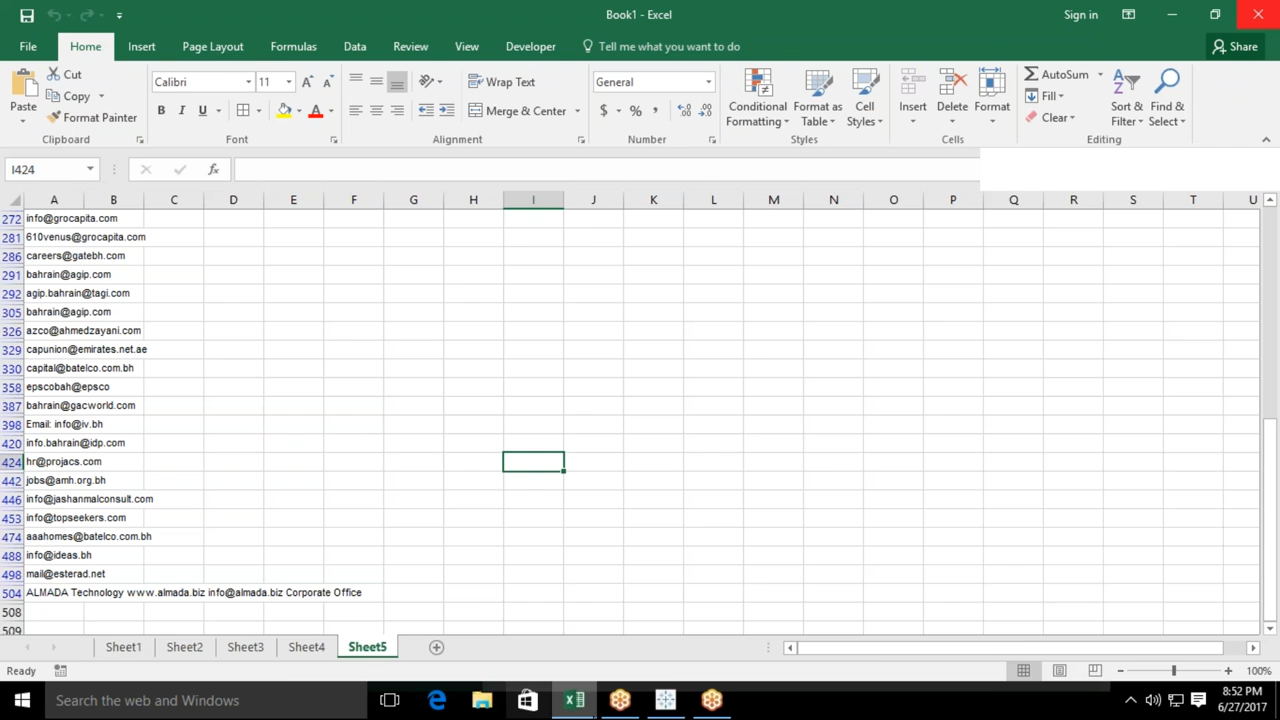 Book1 - Excel
Sign in
File Home Insert Page Layout Formulas Data Review View Developer Tell me what you want to do Share
Paste Cut Copy Format Painter
Calibri 11
B I U A A A
Wrap Text
Merge & Center
General
$ % ,
Conditional Formatting Format as Table Cell Styles Insert Delete Format
AutoSum Fill Clear
Sort & Filter Find & Select
Clipboard Font Alignment Number Styles Cells Editing
I424 fx
A B C D E F G H I J K L M N O P Q R S T U
272 info@grocapita.com
281 610venus@grocapita.com
286 careers@gatebh.com
291 bahrain@agip.com
292 agip.bahrain@tagi.com
305 bahrain@agip.com
326 azco@ahmedzayani.com
329 capunion@emirates.net.ae
330 capital@batelco.com.bh
358 epscobah@epsco
387 bahrain@gacworld.com
398 Email: info@iv.bh
420 info.bahrain@idp.com
424 hr@projacs.com
442 jobs@amh.org.bh
446 info@jashanmalconsult.com
453 info@topseekers.com
474 aaahomes@batelco.com.bh
488 info@ideas.bh
498 mail@esterad.net
504 ALMADA Technology www.almada.biz info@almada.biz Corporate Office
508
509
Sheet1 Sheet2 Sheet3 Sheet4 Sheet5
Ready 100%
Search the web and Windows
8:52 PM
6/27/2017